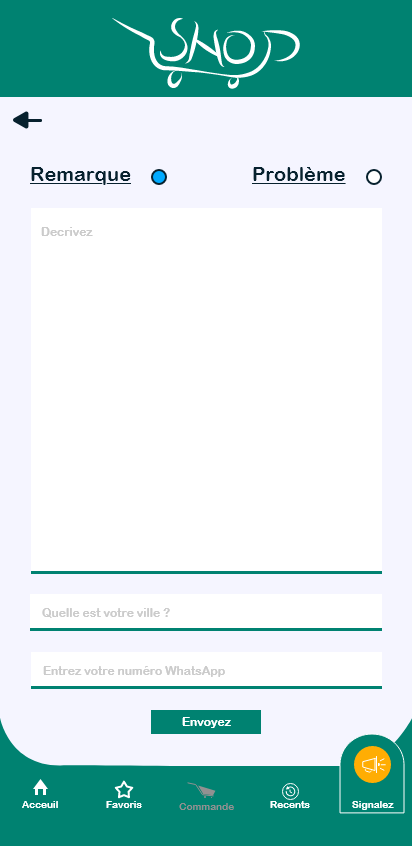 SHOP
Remarque
Problème
Decrivez
Quelle est votre ville ?
Entrez votre numéro WhatsApp
Envoyez
Acceuil
Favoris
Commande
Recents
Signalez